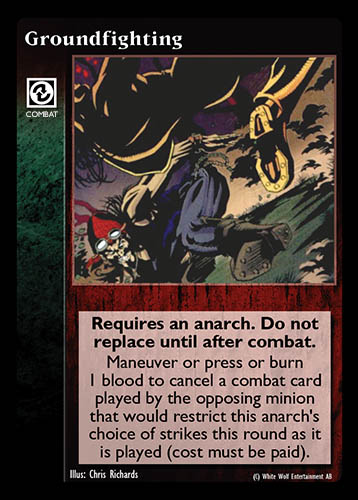 Groundfighting
COMBAT
Requires an anarch. Do not
replace until after combat.
Maneuver or press or burn
1 blood to cancel a combat card
played by the opposing minion
that would restrict this anarch's
choice of strikes this round as it
is played (cost must be paid).
Illus: Chris Richards
(C) White Wolf Entertainment AB